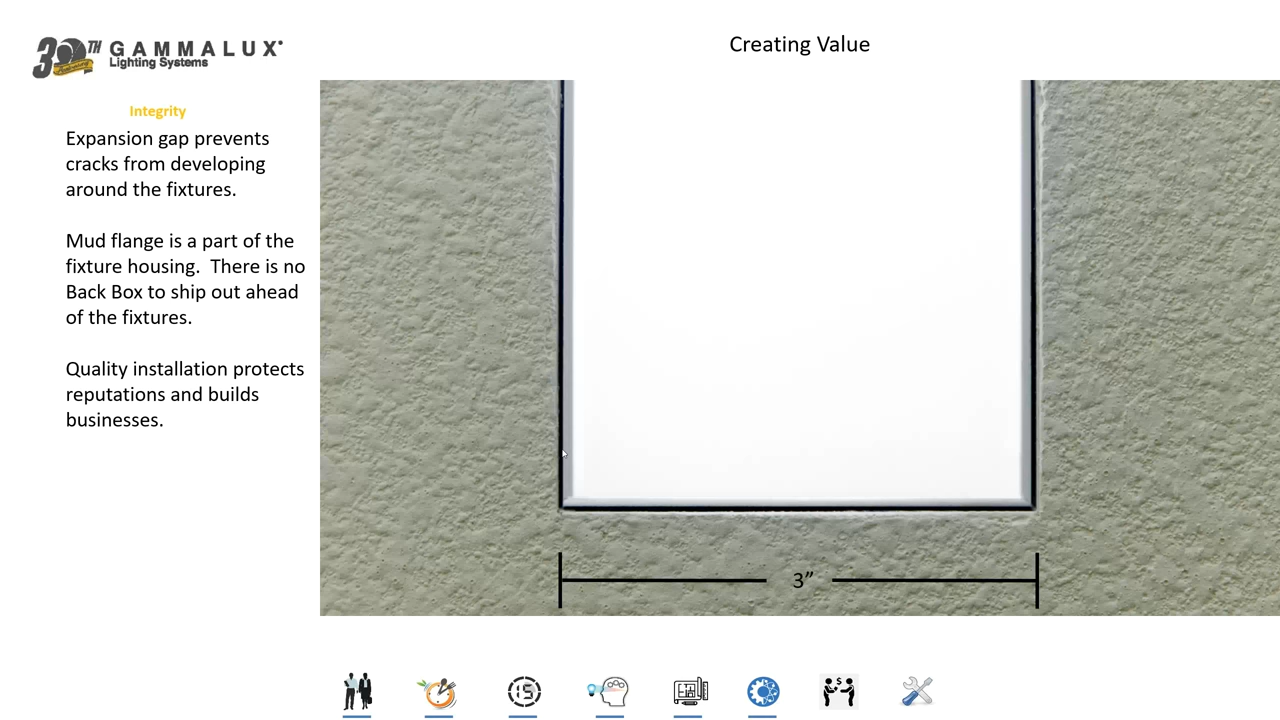 30TH GAMMALUX
Lighting Systems
Creating Value
Integrity
Expansion gap prevents
cracks from developing
around the fixtures.
Mud flange is a part of the
fixture housing.  There is no
Back Box to ship out ahead
of the fixtures.
Quality installation protects
reputations and builds
businesses.
3”
15
$